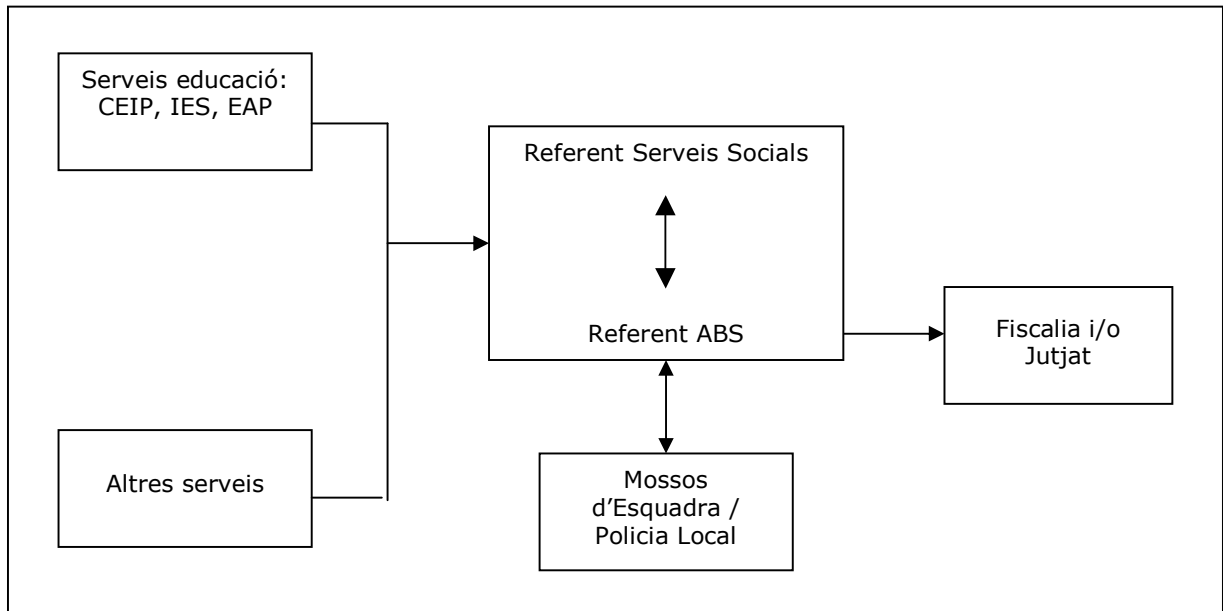 Serveis educació:
CEIP, IES, EAP
Referent Serveis Socials
Referent ABS
Fiscalia i/o
Jutjat
Altres serveis
Mossos
d'Esquadra /
Policia Local